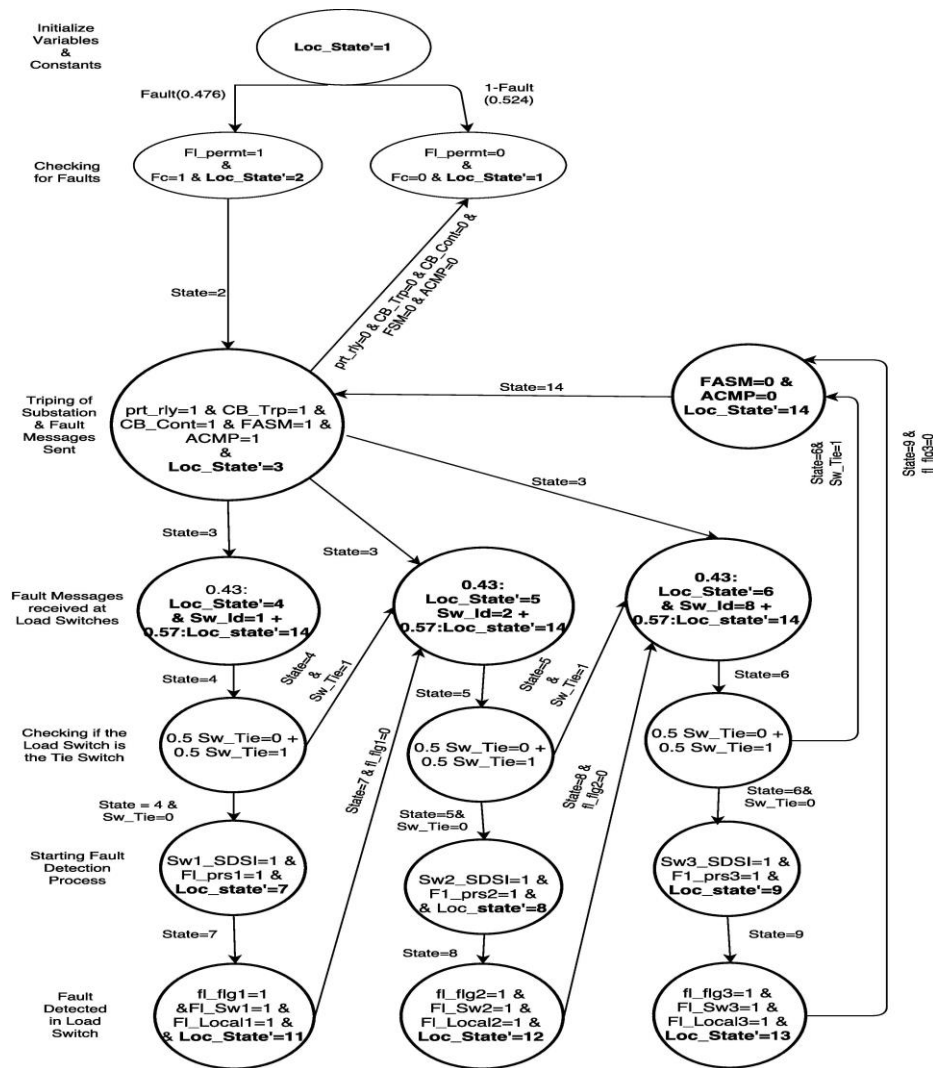 Initialize
Variables
&
Constants
Loc_State'=1
Fault(0.476)
1-Fault
(0.524)
Checking
for Faults
Fl_permt=1
&
Fc=1 & Loc_State'=2
Fl_permt=0
&
Fc=0 & Loc_State'=1
State=2
prt_rly=0 & CB_Trp=0 & CB_Cont=0 &
FSM=0 & ACMP=0
Triping of
Substation
& Fault
Messages
Sent
prt_rly=1 & CB_Trp=1 &
CB_Cont=1 & FASM=1 &
ACMP=1
&
Loc_State'=3
State=14
FASM=0 &
ACMP=0
Loc_State'=14
State=6&
Sw_Tie=1
State=9 &
fl_flg3=0
State=3
State=3
State=3
Fault Messages
received at
Load Switches
0.43:
Loc_State'=4
& Sw_Id=1 +
0.57:Loc_state'=14
0.43:
Loc_State'=5
Sw_Id=2 +
0.57:Loc_state'=14
0.43:
Loc_State'=6
& Sw_Id=8 +
0.57:Loc_state'=14
State=4
State=4
&
Sw_Tie=1
State=5
State=5
&
Sw_Tie=1
State=6
Checking if the
Load Switch is
the Tie Switch
0.5 Sw_Tie=0 +
0.5 Sw_Tie=1
0.5 Sw_Tie=0 +
0.5 Sw_Tie=1
0.5 Sw_Tie=0 +
0.5 Sw_Tie=1
State = 4 &
Sw_Tie=0
State=7 & fl_flg1=0
State=5&
Sw_Tie=0
State=8 &
fl_flg2=0
State=6&
Sw_Tie=0
Starting Fault
Detection
Process
Sw1_SDSI=1 &
Fl_prs1=1 &
Loc_state'=7
Sw2_SDSI=1 &
F1_prs2=1 &
& Loc_state'=8
Sw3_SDSI=1 &
F1_prs3=1 &
Loc_state'=9
State=7
State=8
State=9
Fault
Detected
in Load
Switch
fl_flg1=1
&Fl_Sw1=1 &
Fl_Local1=1 &
& Loc_State'=11
fl_flg2=1 &
Fl_Sw2=1 &
Fl_Local2=1 &
Loc_State'=12
fl_flg3=1 &
Fl_Sw3=1 &
Fl_Local3=1 &
Loc_State'=13